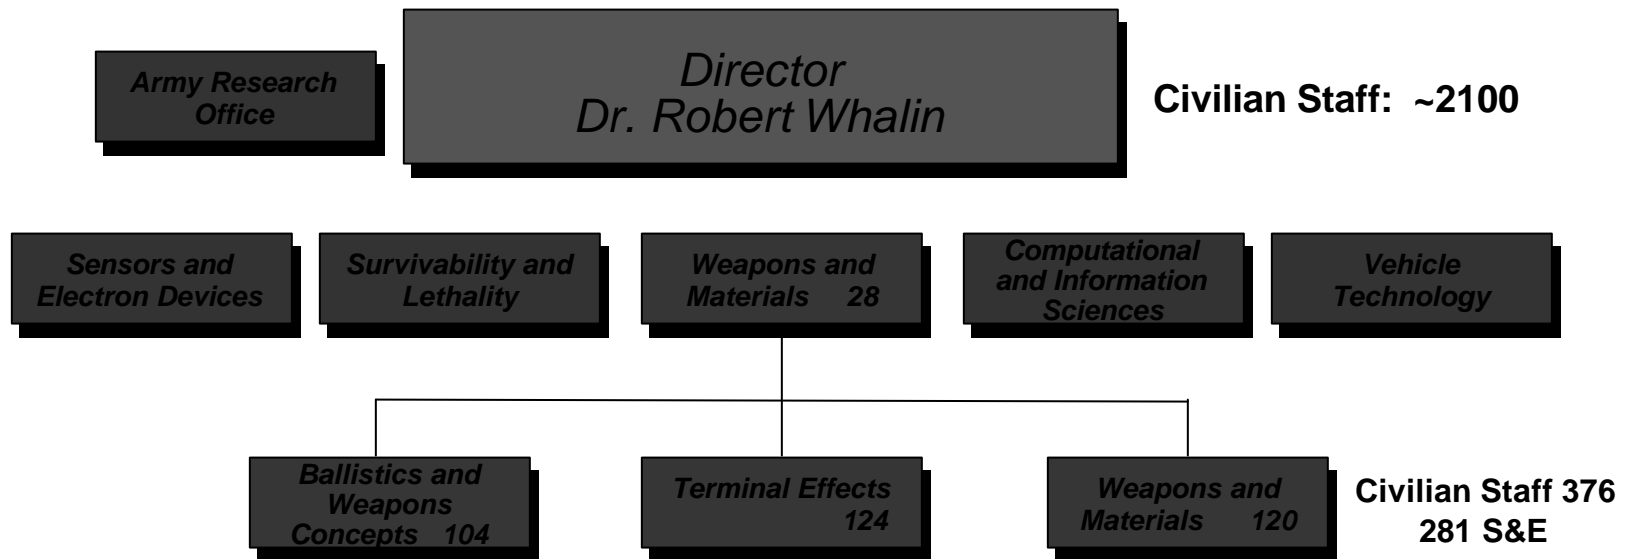 Army Research
Office
Director
Dr. Robert Whalin
Civilian Staff: ~2100
Sensors and
Electron Devices
Survivability and
Lethality
Weapons and
Materials 28
Computational
and Information
Sciences
Vehicle
Technology
Ballistics and
Weapons
Concepts 104
Terminal Effects
124
Weapons and
Materials 120
Civilian Staff 376
281 S&E